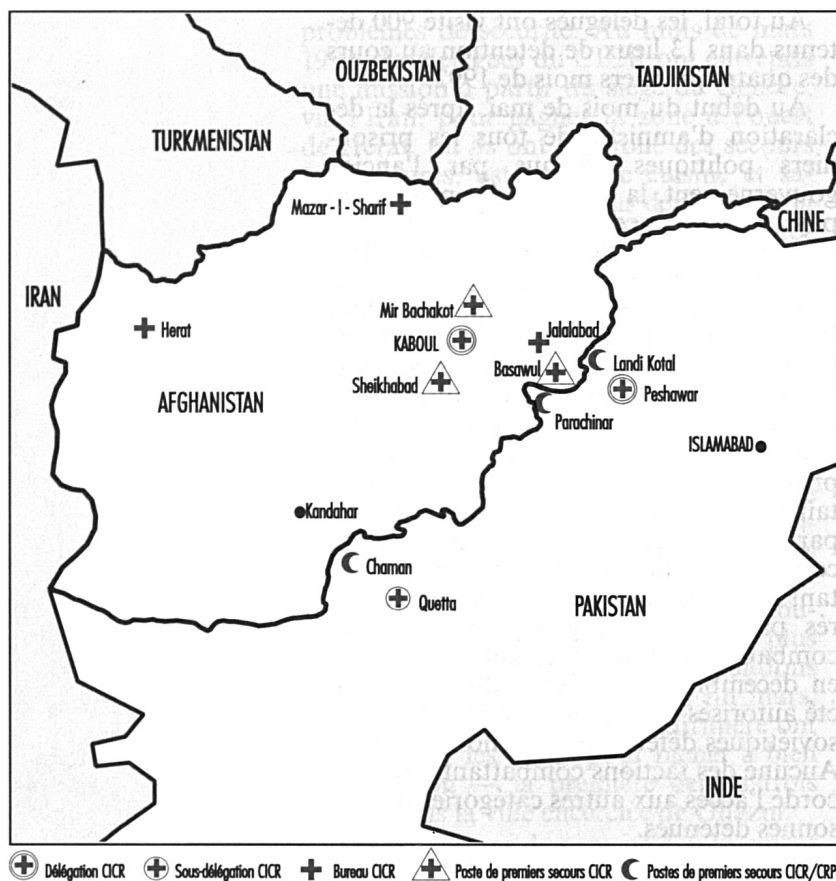 OUZBEKISTAN
TADJIKISTAN
TURKMENISTAN
Mazar - I - Sharif
CHINE
IRAN
Mir Bachakot
Herat
KABOUL
Jalalabad
Landi Kotal
Basawul
Sheikhabad
Peshawar
AFGHANISTAN
Parachinar
ISLAMABAD
Kandahar
Chaman
Quetta
PAKISTAN
INDE
Délégation CICR Sous-délégation CICR Bureau CICR Poste de premiers secours CICR Postes de premiers secours CICR/CRP